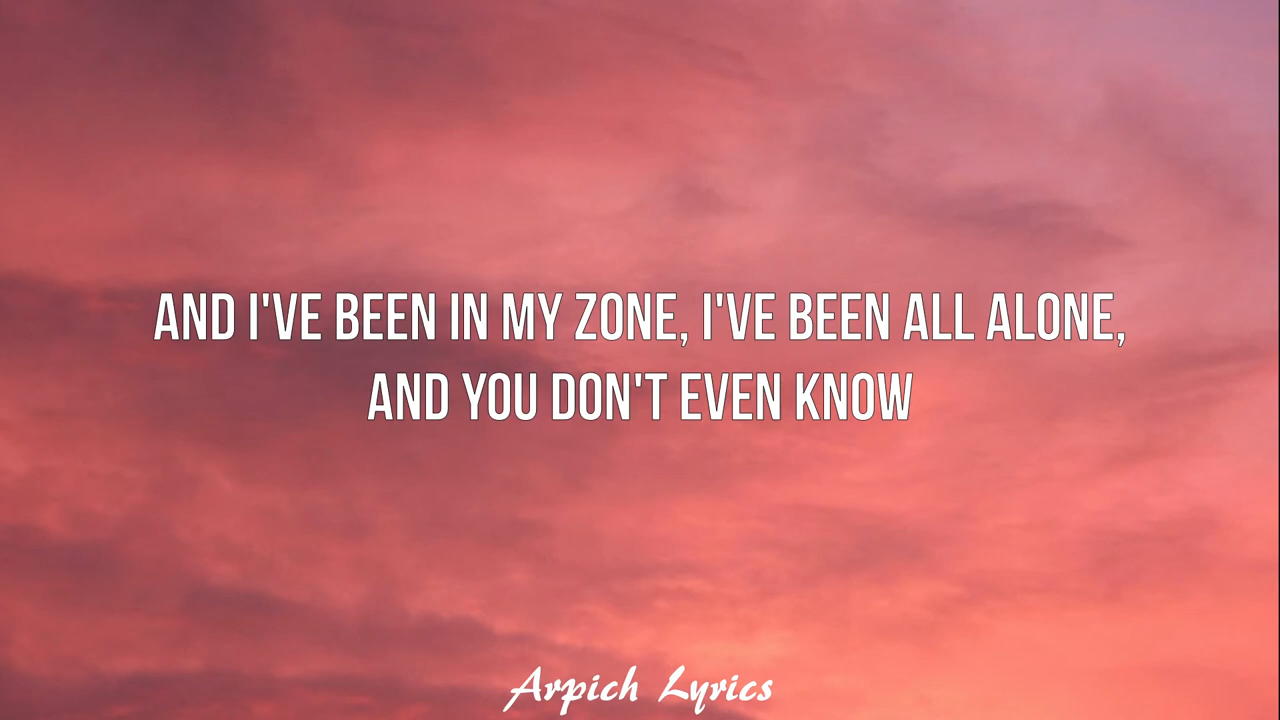 AND I'VE BEEN IN MY ZONE, I'VE BEEN ALL ALONE,
AND YOU DON'T EVEN KNOW
Arpich Lyrics